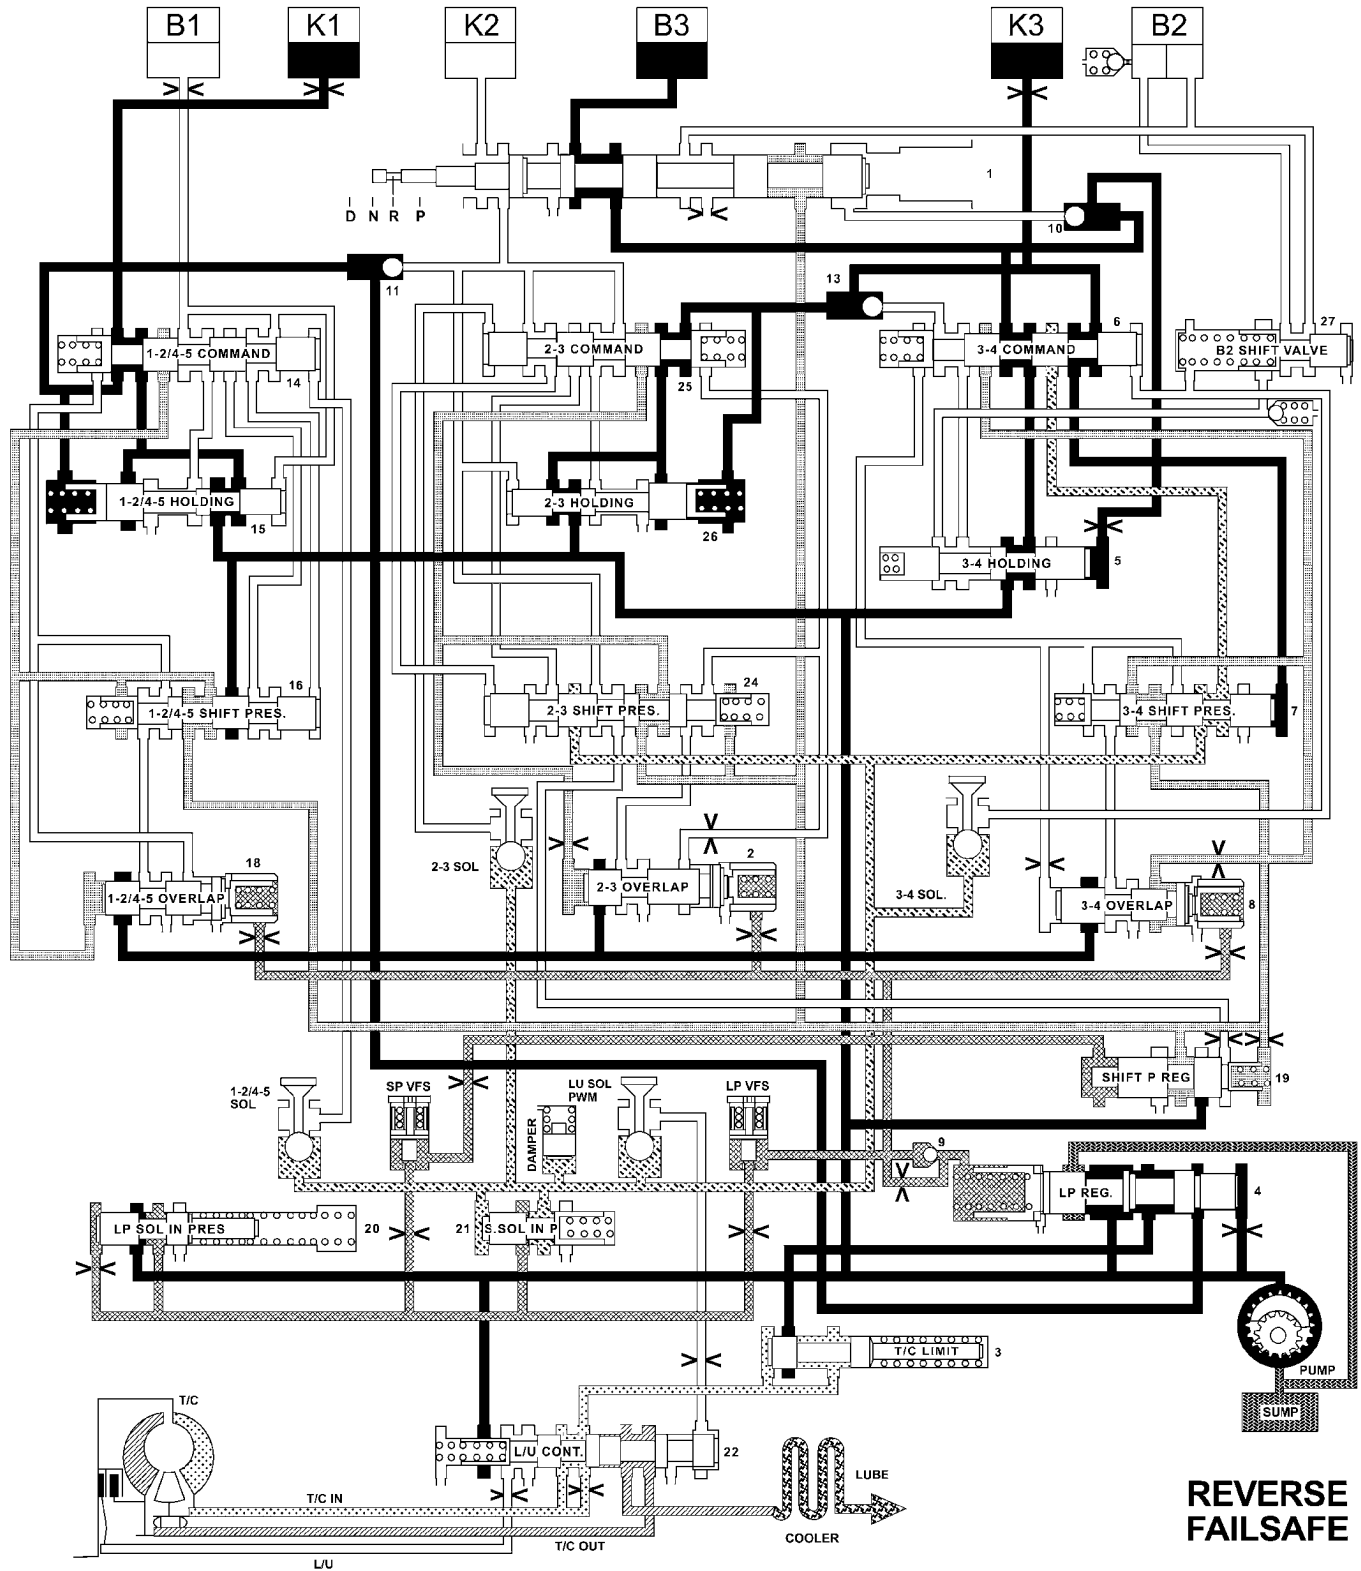 B1
K1
K2
B3
K3
B2
1
D N R P
10
11
13
6
27
1-2/4-5 COMMAND
2-3 COMMAND
3-4 COMMAND
B2 SHIFT VALVE
14
25
1-2/4-5 HOLDING
2-3 HOLDING
15
26
3-4 HOLDING
5
16
24
1-2/4-5 SHIFT PRES.
2-3 SHIFT PRES.
3-4 SHIFT PRES.
7
18
2-3 SOL
2
3-4 SOL.
1-2/4-5 OVERLAP
2-3 OVERLAP
3-4 OVERLAP
8
SHIFT P REG
19
1-2/4-5
SOL
SP VFS
LU SOL
PWM
LP VFS
DAMPER
9
LP REG.
4
LP SOL IN PRES
20
21
S.SOL IN P
T/C LIMIT
3
PUMP
SUMP
T/C
L/U CONT.
22
LUBE
T/C IN
COOLER
T/C OUT
L/U
REVERSE
FAILSAFE